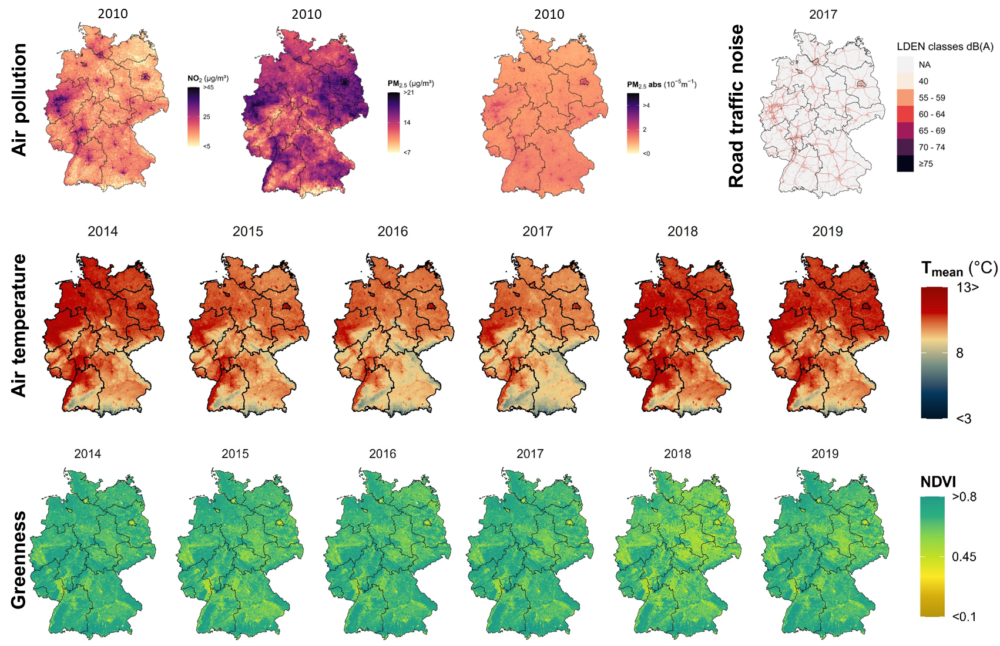 Air pollution
2010
NO₂ (µg/m³)
>45
25
<5
2010
PM₂.₅ (µg/m³)
>21
14
<7
2010
PM₂.₅ abs (10⁻⁵m⁻¹)
>4
2
<0
Road traffic noise
2017
LDEN classes dB(A)
NA
40
55 - 59
60 - 64
65 - 69
70 - 74
≥75
Air temperature
2014
2015
2016
2017
2018
2019
Tmean (°C)
13>
8
<3
Greenness
2014
2015
2016
2017
2018
2019
NDVI
>0.8
0.45
<0.1